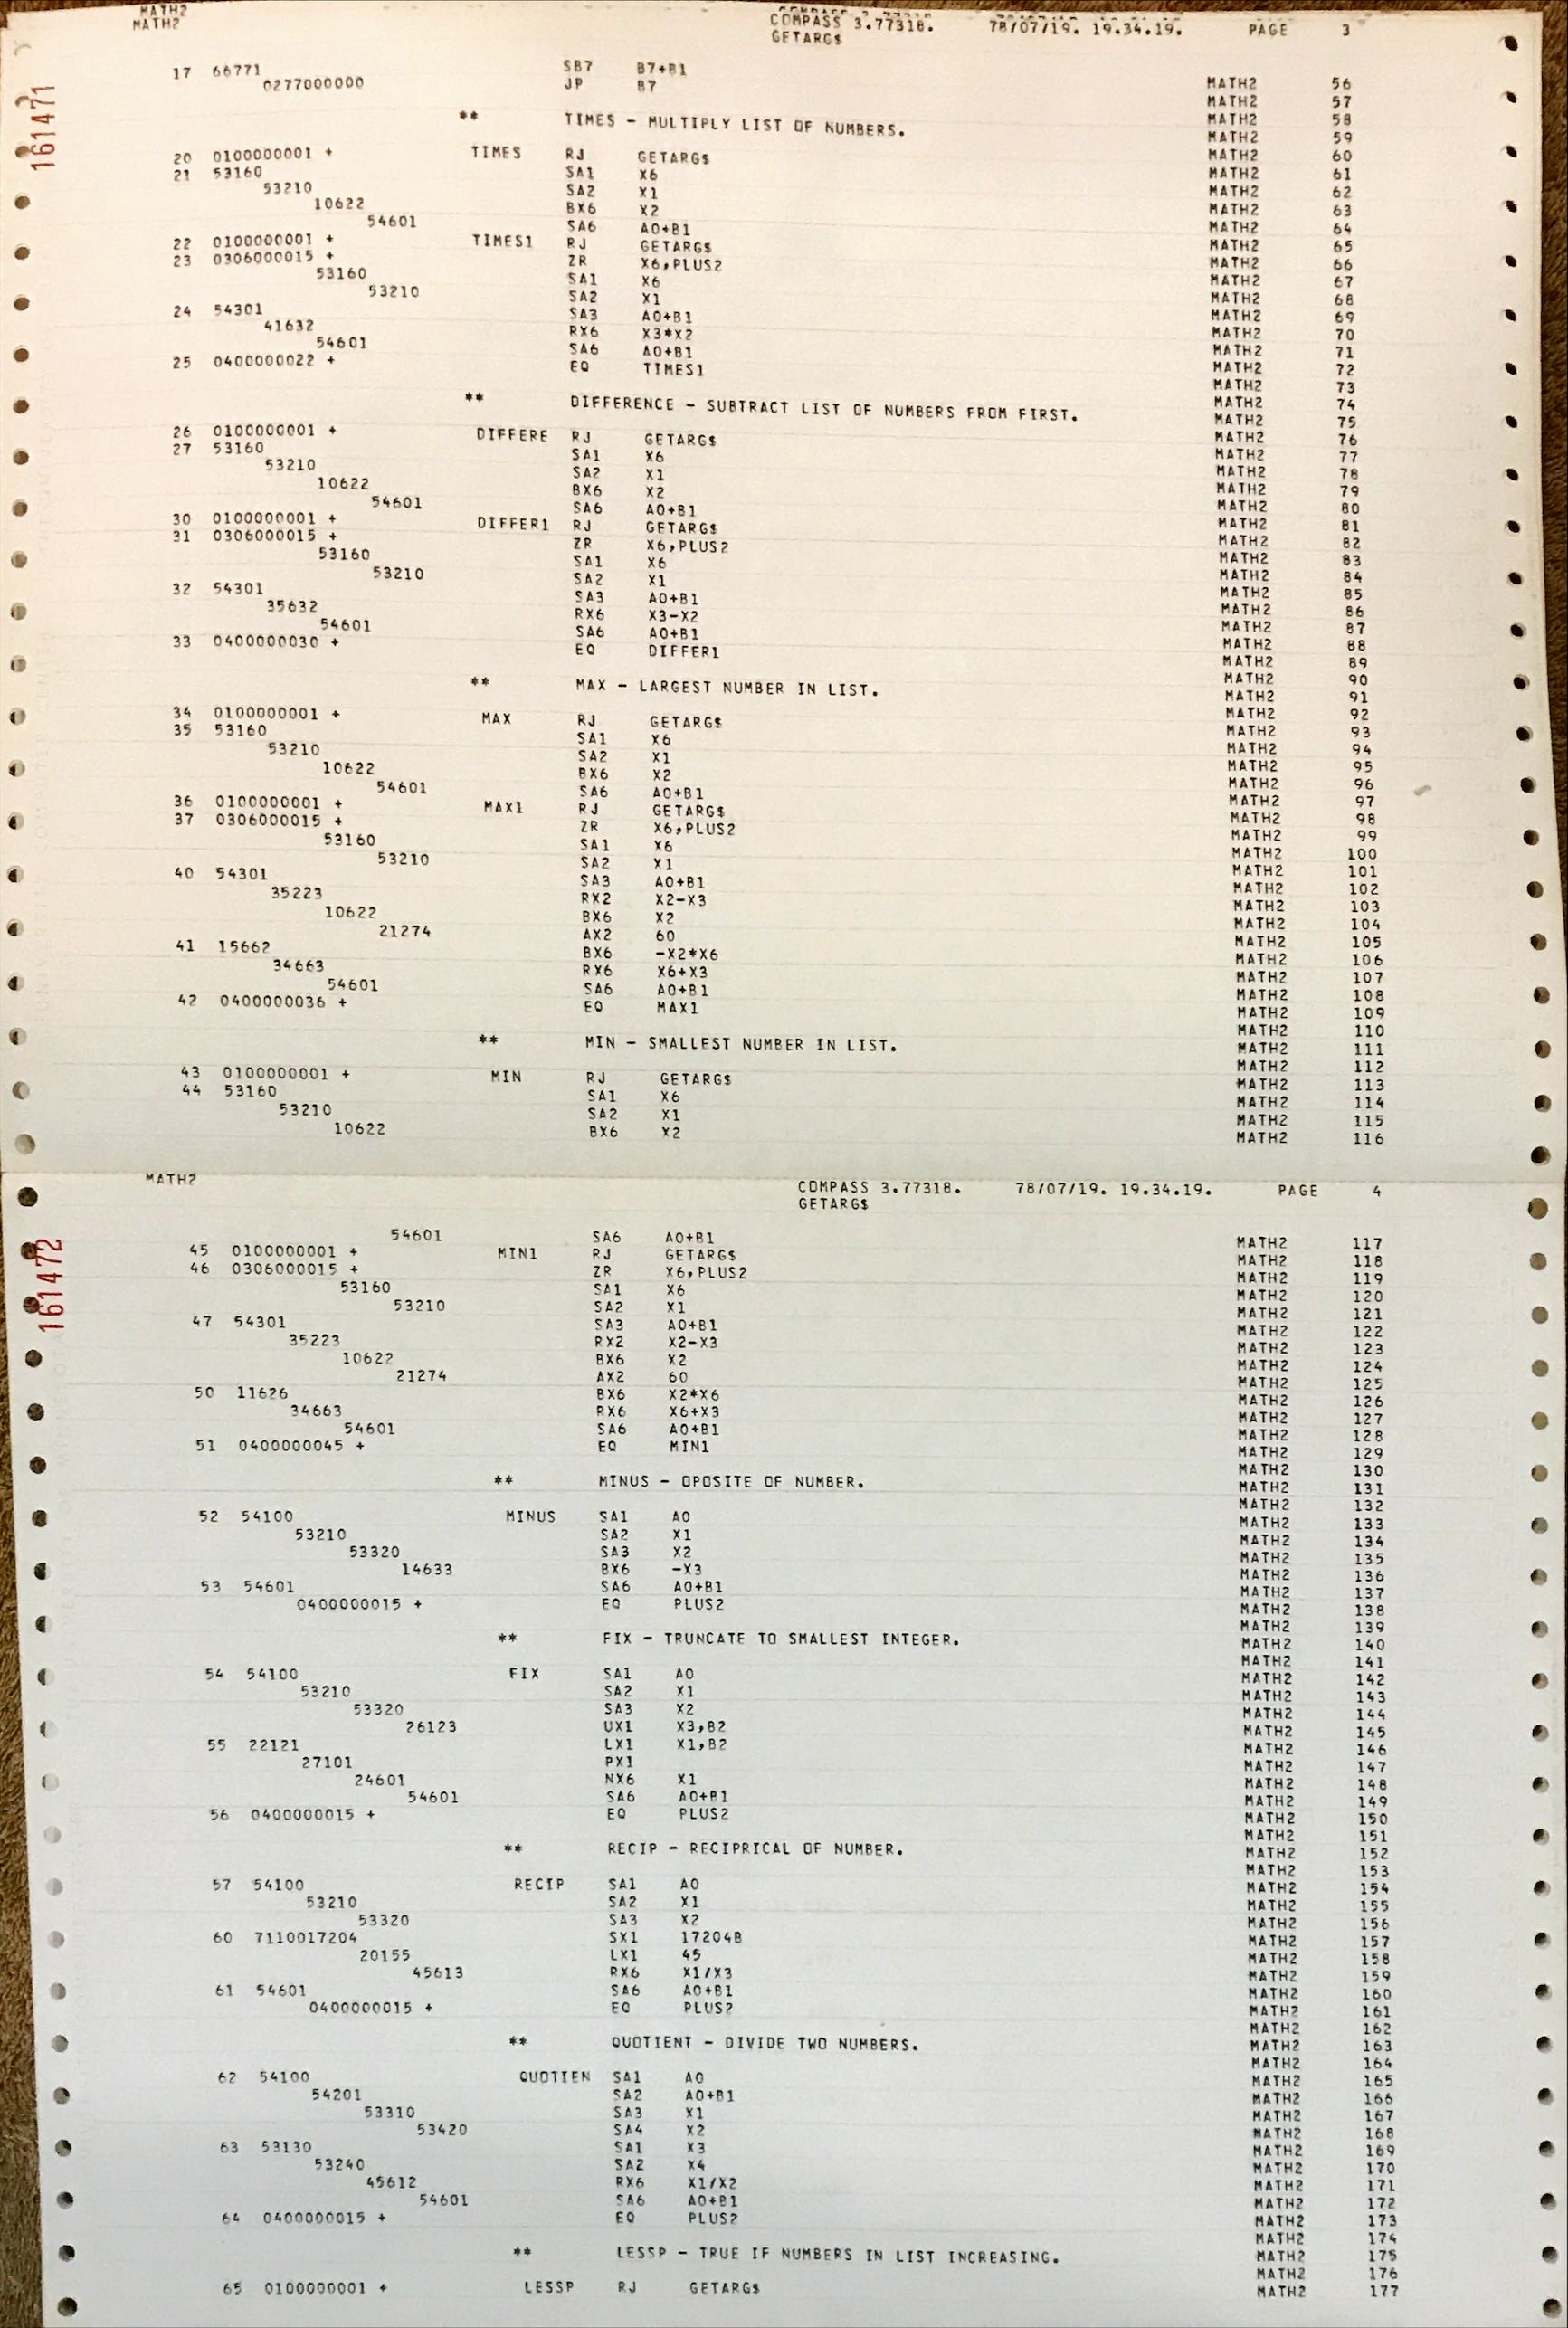 MATH2
MATH2 COMPASS 3.77318. 78/07/19. 19.34.19. PAGE 3
GETARG$
161471
17 66771 SB7 B7+B1 MATH2 56
0277000000 JP B7 MATH2 57
MATH2 58
** TIMES - MULTIPLY LIST OF NUMBERS. MATH2 59
MATH2 60
20 0100000001 + TIMES RJ GETARG$ MATH2 61
21 53160 SA1 X6 MATH2 62
53210 SA2 X1 MATH2 63
10622 BX6 X2 MATH2 64
54601 SA6 A0+B1 MATH2 65
22 0100000001 + TIMES1 RJ GETARG$ MATH2 66
23 0306000015 + ZR X6,PLUS2 MATH2 67
53160 SA1 X6 MATH2 68
53210 SA2 X1 MATH2 69
24 54301 SA3 A0+B1 MATH2 70
41632 RX6 X3*X2 MATH2 71
54601 SA6 A0+B1 MATH2 72
25 0400000022 + EQ TIMES1 MATH2 73
MATH2 74
** DIFFERENCE - SUBTRACT LIST OF NUMBERS FROM FIRST. MATH2 75
MATH2 76
26 0100000001 + DIFFERE RJ GETARG$ MATH2 77
27 53160 SA1 X6 MATH2 78
53210 SA2 X1 MATH2 79
10622 BX6 X2 MATH2 80
54601 SA6 A0+B1 MATH2 81
30 0100000001 + DIFFER1 RJ GETARG$ MATH2 82
31 0306000015 + ZR X6,PLUS2 MATH2 83
53160 SA1 X6 MATH2 84
53210 SA2 X1 MATH2 85
32 54301 SA3 A0+B1 MATH2 86
35632 RX6 X3-X2 MATH2 87
54601 SA6 A0+B1 MATH2 88
33 0400000030 + EQ DIFFER1 MATH2 89
MATH2 90
** MAX - LARGEST NUMBER IN LIST. MATH2 91
MATH2 92
34 0100000001 + MAX RJ GETARG$ MATH2 93
35 53160 SA1 X6 MATH2 94
53210 SA2 X1 MATH2 95
10622 BX6 X2 MATH2 96
54601 SA6 A0+B1 MATH2 97
36 0100000001 + MAX1 RJ GETARG$ MATH2 98
37 0306000015 + ZR X6,PLUS2 MATH2 99
53160 SA1 X6 MATH2 100
53210 SA2 X1 MATH2 101
40 54301 SA3 A0+B1 MATH2 102
35223 RX2 X2-X3 MATH2 103
10622 BX6 X2 MATH2 104
21274 AX2 60 MATH2 105
41 15662 BX6 -X2*X6 MATH2 106
34663 RX6 X6+X3 MATH2 107
54601 SA6 A0+B1 MATH2 108
42 0400000036 + EQ MAX1 MATH2 109
MATH2 110
** MIN - SMALLEST NUMBER IN LIST. MATH2 111
MATH2 112
43 0100000001 + MIN RJ GETARG$ MATH2 113
44 53160 SA1 X6 MATH2 114
53210 SA2 X1 MATH2 115
10622 BX6 X2 MATH2 116
MATH2 COMPASS 3.77318. 78/07/19. 19.34.19. PAGE 4
GETARG$
161472
54601 SA6 A0+B1 MATH2 117
45 0100000001 + MIN1 RJ GETARG$ MATH2 118
46 0306000015 + ZR X6,PLUS2 MATH2 119
53160 SA1 X6 MATH2 120
53210 SA2 X1 MATH2 121
47 54301 SA3 A0+B1 MATH2 122
35223 RX2 X2-X3 MATH2 123
10622 BX6 X2 MATH2 124
21274 AX2 60 MATH2 125
50 11626 BX6 X2*X6 MATH2 126
34663 RX6 X6+X3 MATH2 127
54601 SA6 A0+B1 MATH2 128
51 0400000045 + EQ MIN1 MATH2 129
MATH2 130
** MINUS - OPOSITE OF NUMBER. MATH2 131
MATH2 132
52 54100 MINUS SA1 A0 MATH2 133
53210 SA2 X1 MATH2 134
53320 SA3 X2 MATH2 135
14633 BX6 -X3 MATH2 136
53 54601 SA6 A0+B1 MATH2 137
0400000015 + EQ PLUS2 MATH2 138
MATH2 139
** FIX - TRUNCATE TO SMALLEST INTEGER. MATH2 140
MATH2 141
54 54100 FIX SA1 A0 MATH2 142
53210 SA2 X1 MATH2 143
53320 SA3 X2 MATH2 144
26123 UX1 X3,B2 MATH2 145
55 22121 LX1 X1,B2 MATH2 146
27101 PX1 MATH2 147
24601 NX6 X1 MATH2 148
54601 SA6 A0+B1 MATH2 149
56 0400000015 + EQ PLUS2 MATH2 150
MATH2 151
** RECIP - RECIPRICAL OF NUMBER. MATH2 152
MATH2 153
57 54100 RECIP SA1 A0 MATH2 154
53210 SA2 X1 MATH2 155
53320 SA3 X2 MATH2 156
60 7110017204 SX1 17204B MATH2 157
20155 LX1 45 MATH2 158
45613 RX6 X1/X3 MATH2 159
61 54601 SA6 A0+B1 MATH2 160
0400000015 + EQ PLUS2 MATH2 161
MATH2 162
** QUOTIENT - DIVIDE TWO NUMBERS. MATH2 163
MATH2 164
62 54100 QUOTIEN SA1 A0 MATH2 165
54201 SA2 A0+B1 MATH2 166
53310 SA3 X1 MATH2 167
53420 SA4 X2 MATH2 168
63 53130 SA1 X3 MATH2 169
53240 SA2 X4 MATH2 170
45612 RX6 X1/X2 MATH2 171
54601 SA6 A0+B1 MATH2 172
64 0400000015 + EQ PLUS2 MATH2 173
MATH2 174
** LESSP - TRUE IF NUMBERS IN LIST INCREASING. MATH2 175
MATH2 176
65 0100000001 + LESSP RJ GETARG$ MATH2 177